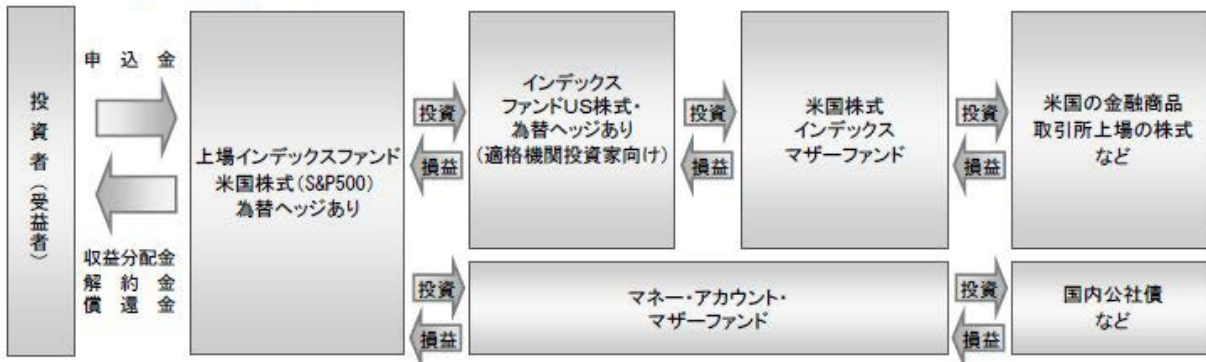 投資者（受益者）
申込金
収益分配金
解約金
償還金
上場インデックスファンド
米国株式（S&P500）
為替ヘッジあり
投資
損益
インデックス
ファンドUS株式・
為替ヘッジあり
（適格機関投資家向け）
投資
損益
米国株式
インデックス
マザーファンド
投資
損益
米国の金融商品
取引所上場の株式
など
投資
損益
マネー・アカウント・
マザーファンド
投資
損益
国内公社債
など